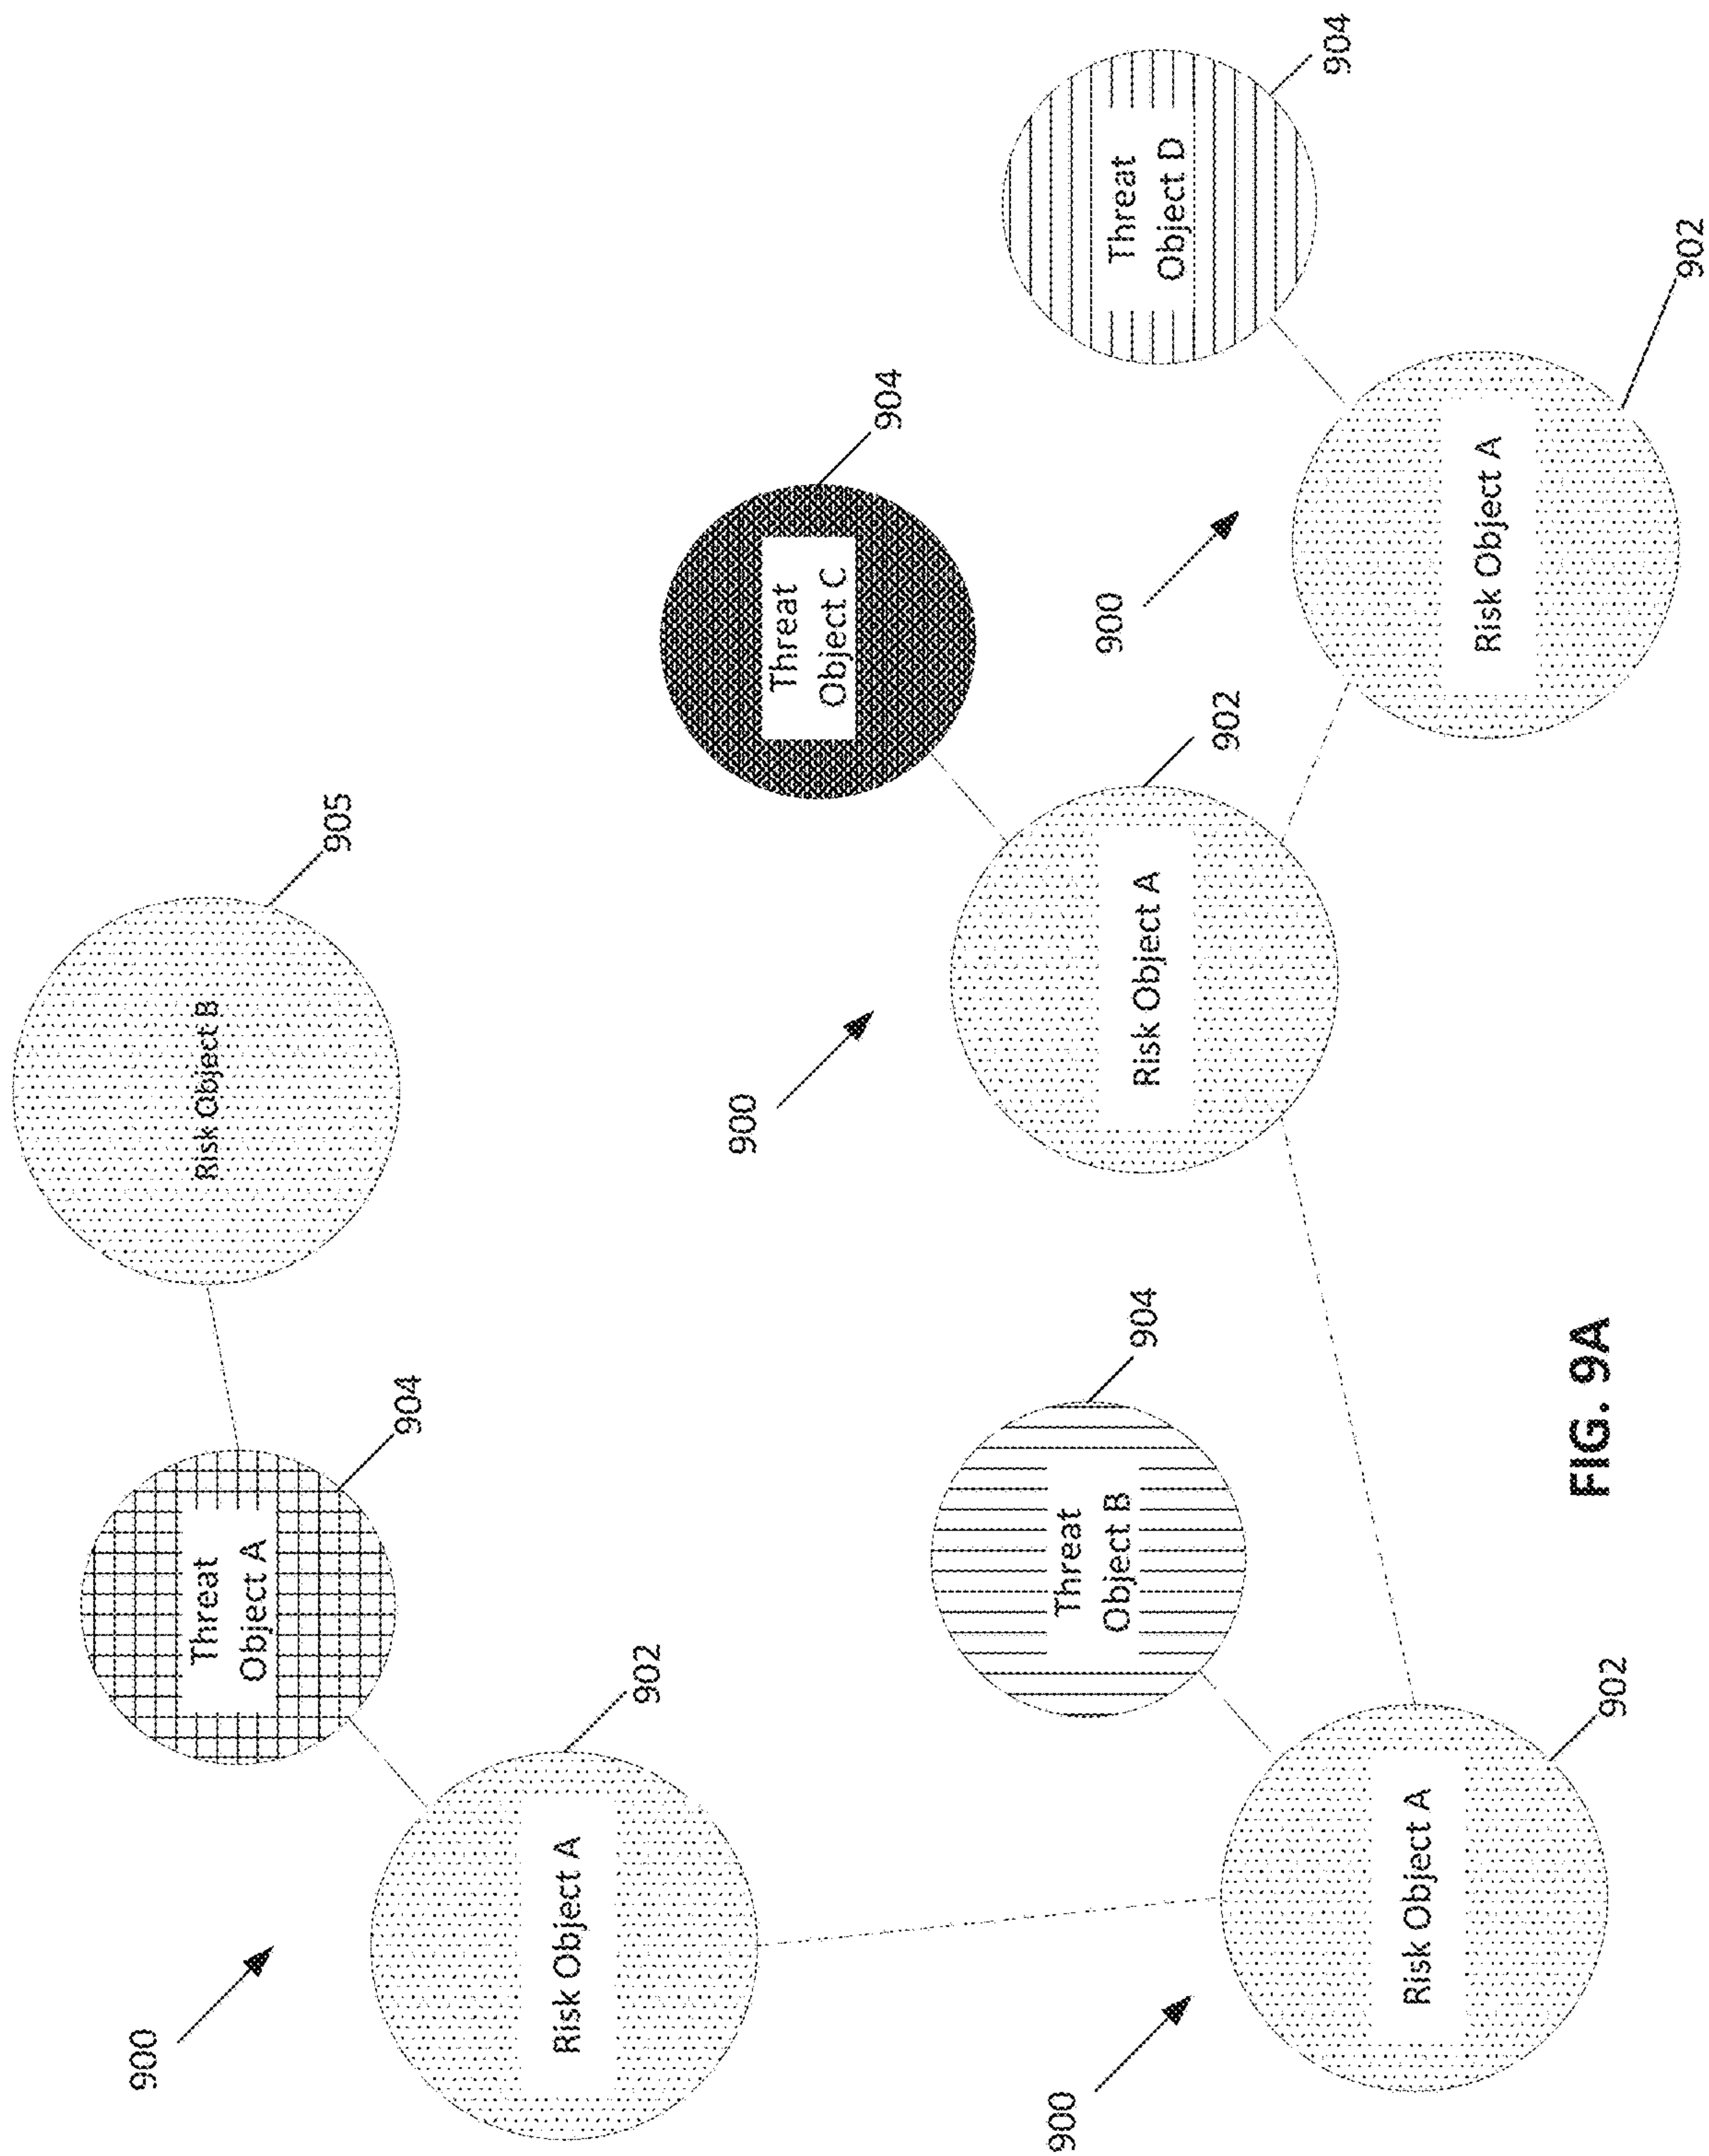 900
Threat
Object A
Risk Object B
905
904
Risk Object A
902
900
Threat
Object C
904
900
Threat
Object B
904
900
Threat
Object D
904
Risk Object A
902
Risk Object A
902
Risk Object A
902
FIG. 9A